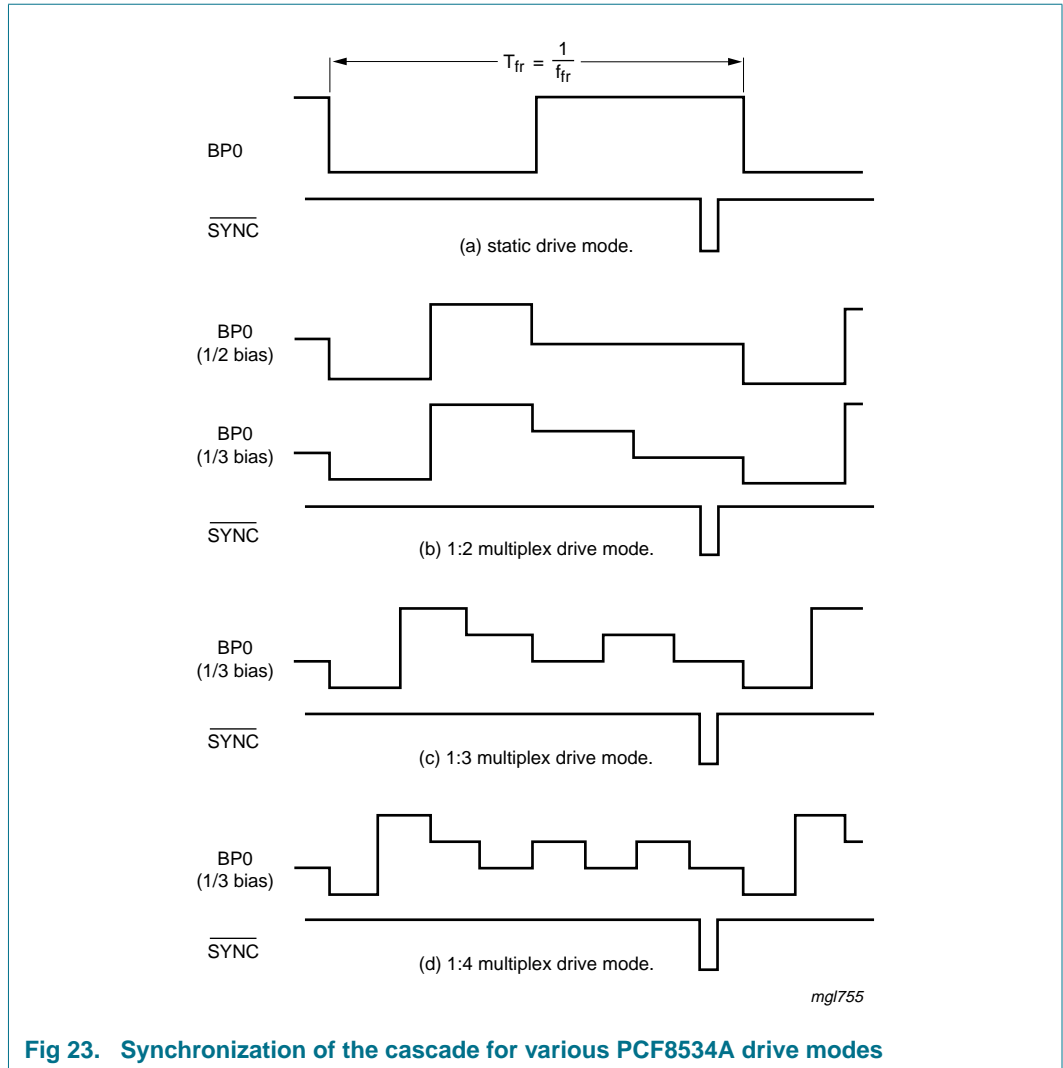 T_fr = 1/f_fr
BP0
SYNC
(a) static drive mode.
BP0
(1/2 bias)
BP0
(1/3 bias)
SYNC
(b) 1:2 multiplex drive mode.
BP0
(1/3 bias)
SYNC
(c) 1:3 multiplex drive mode.
BP0
(1/3 bias)
SYNC
(d) 1:4 multiplex drive mode.
mgl755
Fig 23. Synchronization of the cascade for various PCF8534A drive modes